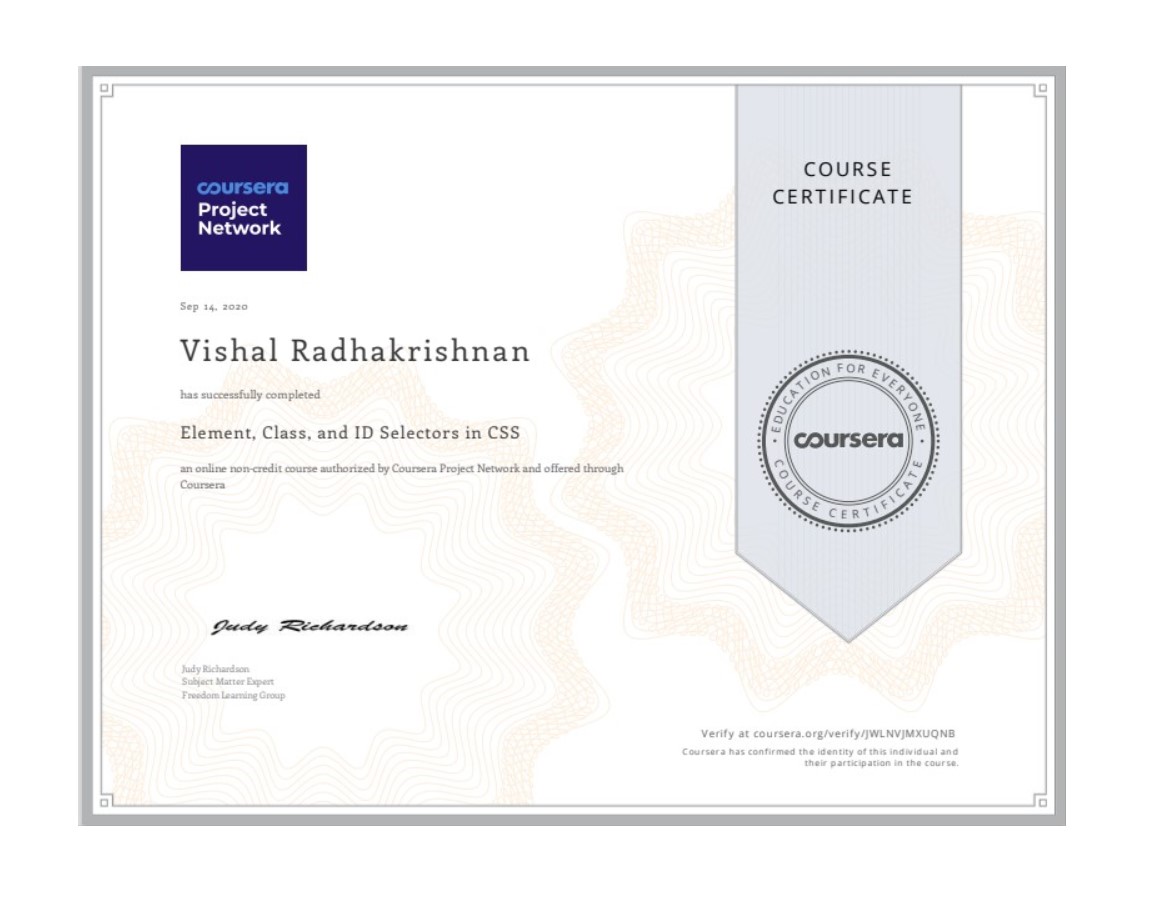 coursera
Project
Network
COURSE
CERTIFICATE
Sep 14, 2020
Vishal Radhakrishnan
has successfully completed
Element, Class, and ID Selectors in CSS
an online non-credit course authorized by Coursera Project Network and offered through
Coursera
EDUCATION FOR EVERYONE
coursera
COURSE CERTIFICATE
Judy Richardson
Judy Richardson
Subject Matter Expert
Freedom Learning Group
Verify at coursera.org/verify/JWLNVJMXUQNB
Coursera has confirmed the identity of this individual and
their participation in the course.